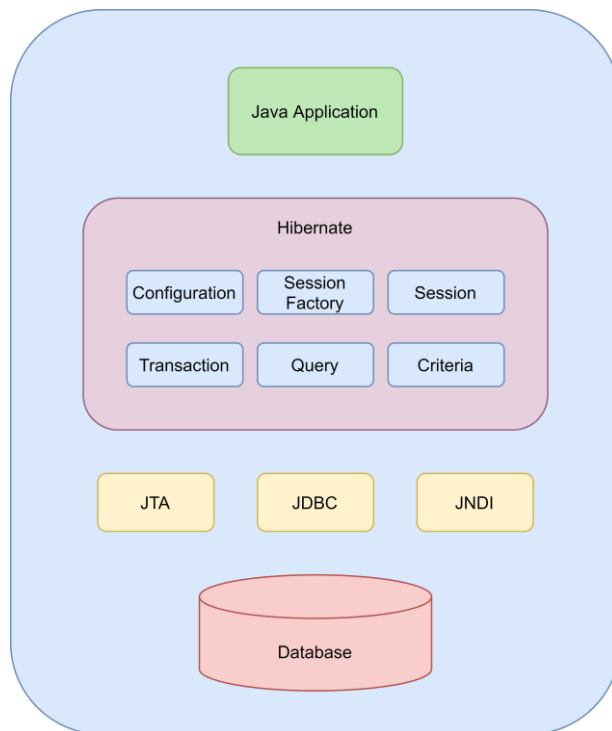 Java Application
Hibernate
Configuration
Session
Factory
Session
Transaction
Query
Criteria
JTA
JDBC
JNDI
Database